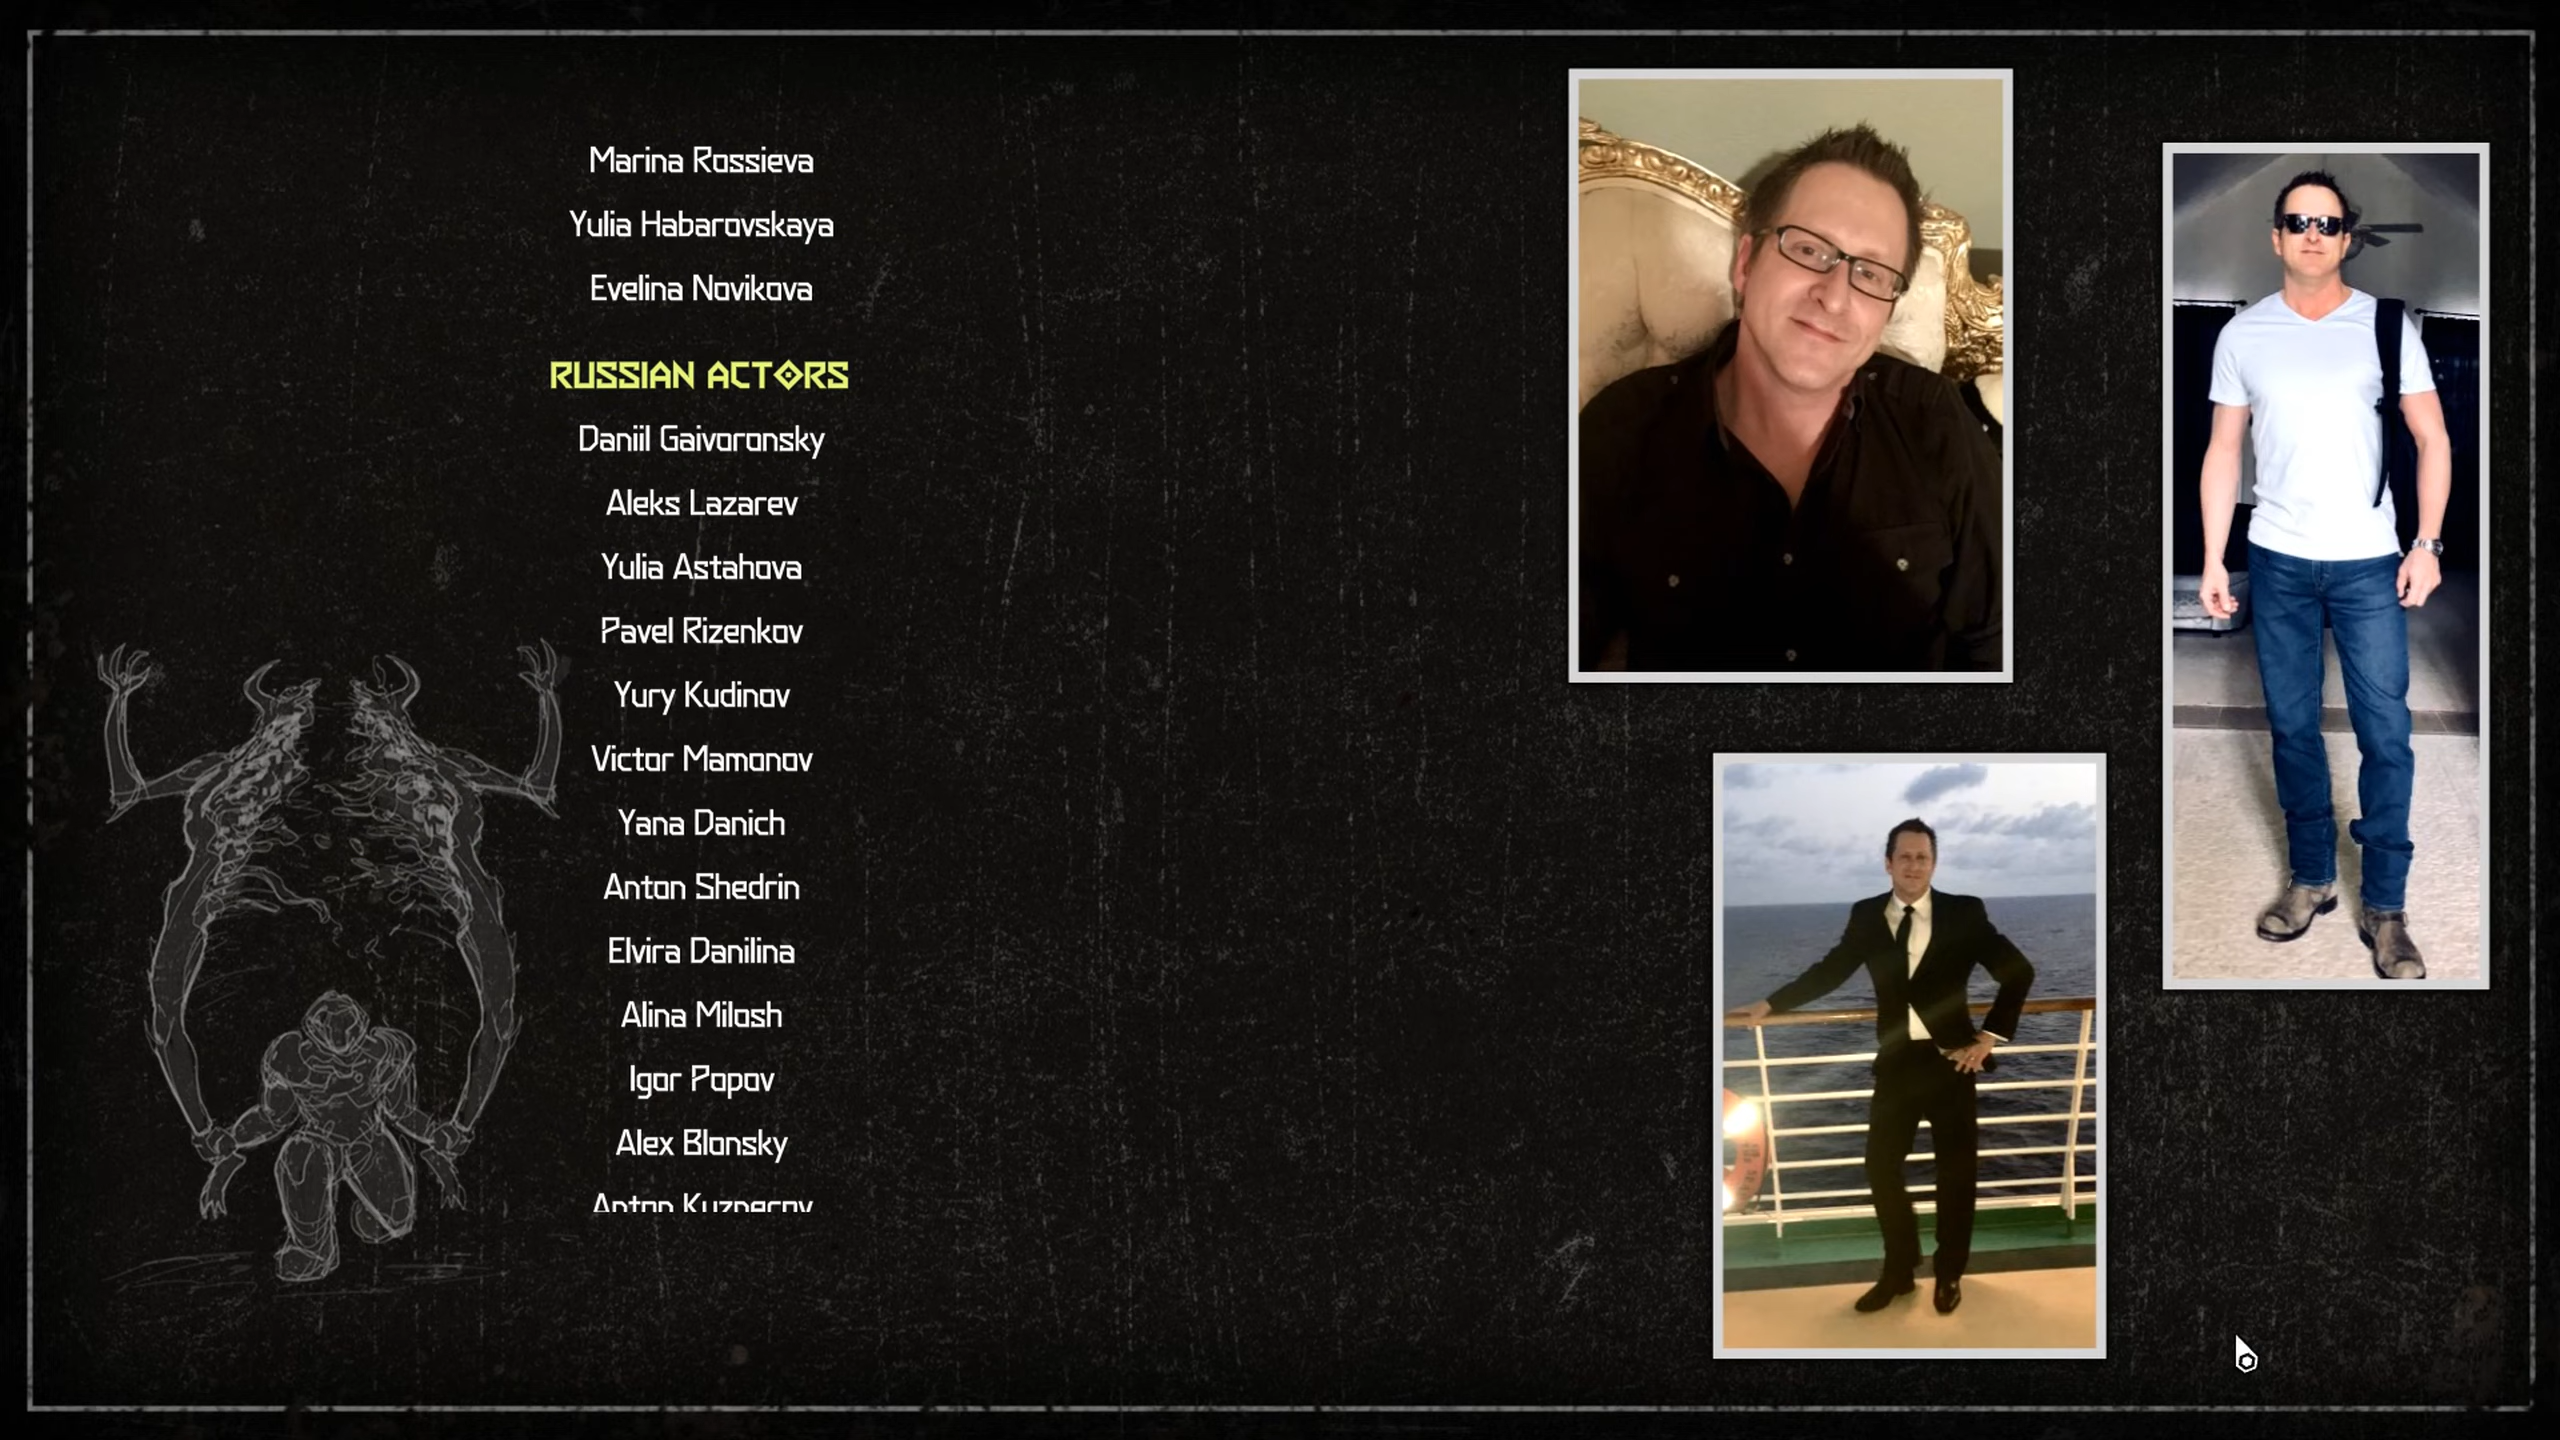 Marina Rossieva
Yulia Habarovskaya
Evelina Novikova
RUSSIAN ACTORS
Daniil Gaivoronsky
Aleks Lazarev
Yulia Astahova
Pavel Rizenkov
Yury Kudinov
Victor Mamonov
Yana Danich
Anton Shedrin
Elvira Danilina
Alina Milosh
Igor Popov
Alex Blonsky
Anton